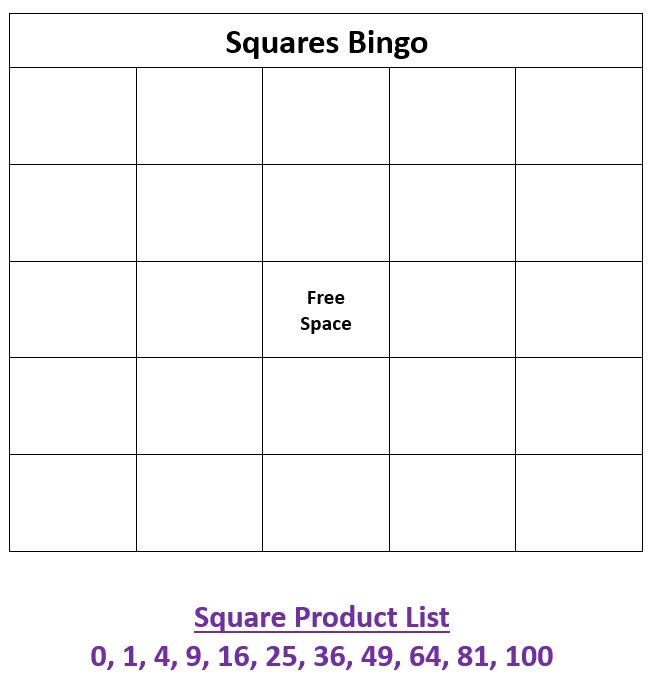 Squares Bingo
Free
Space
Square Product List
0, 1, 4, 9, 16, 25, 36, 49, 64, 81, 100